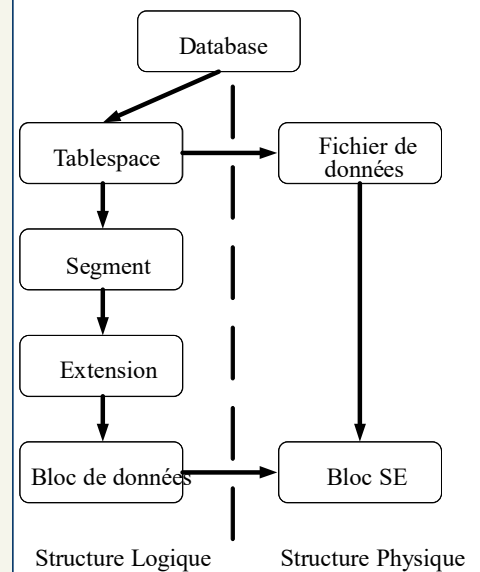 Database
Tablespace
Fichier de
données
Segment
Extension
Bloc de données
Bloc SE
Structure Logique
Structure Physique